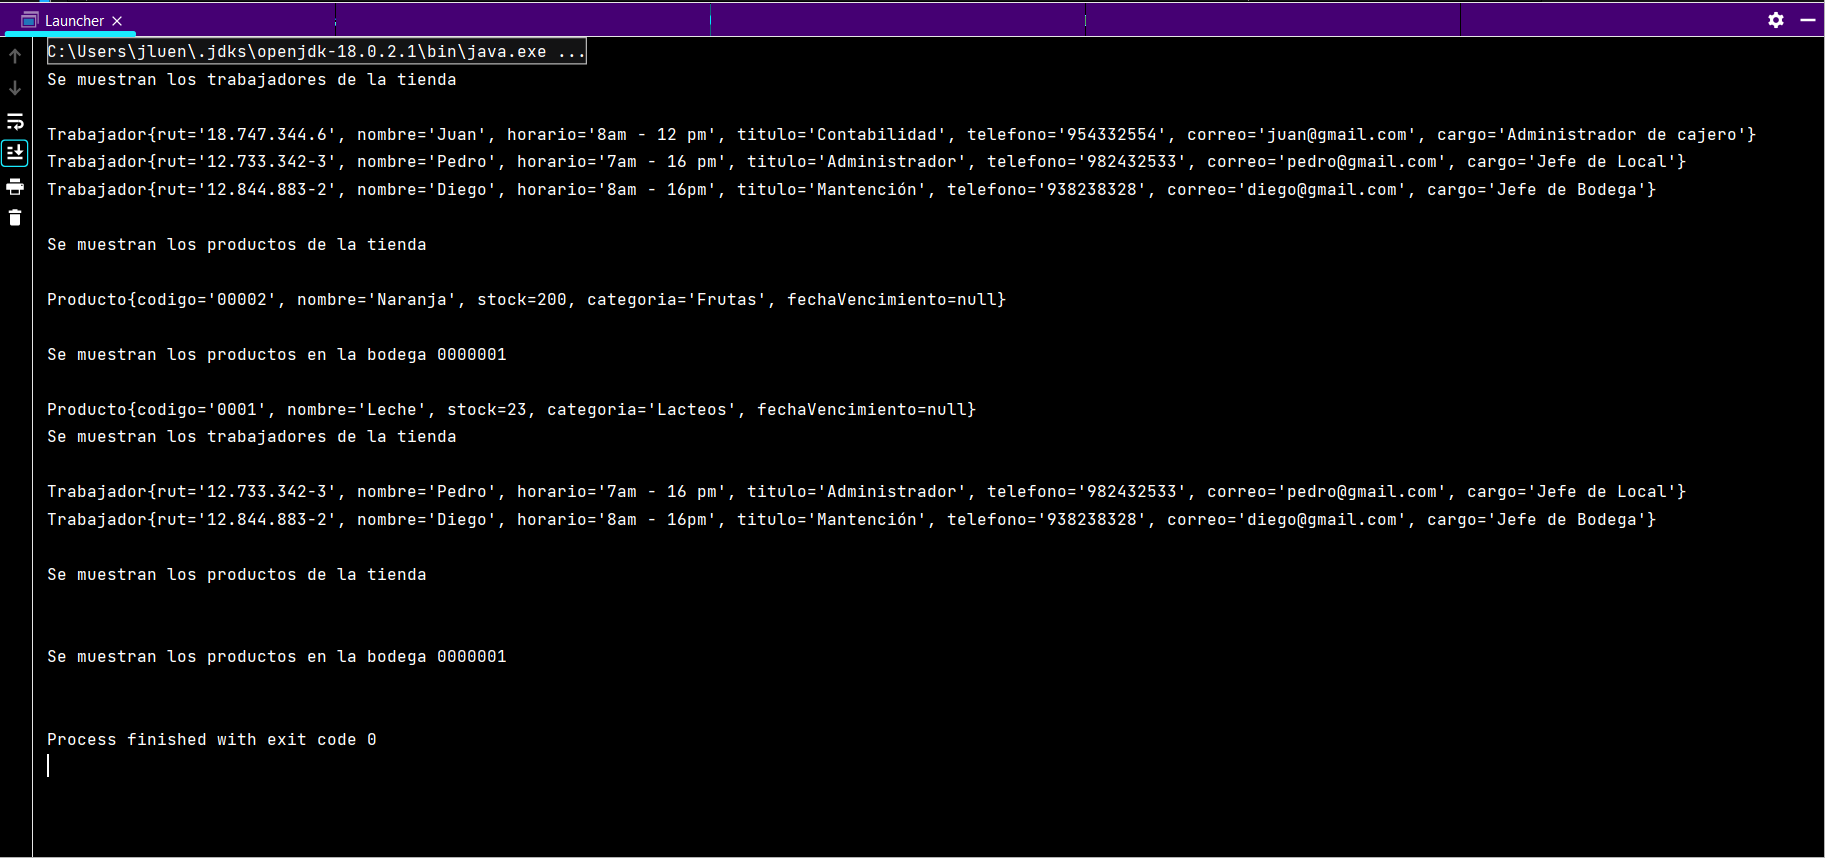 Launcher
C:\Users\jluen\.jdks\openjdk-18.0.2.1\bin\java.exe ...
Se muestran los trabajadores de la tienda
Trabajador{rut='18.747.344.6', nombre='Juan', horario='8am - 12 pm', titulo='Contabilidad', telefono='954332554', correo='juan@gmail.com', cargo='Administrador de cajero'}
Trabajador{rut='12.733.342-3', nombre='Pedro', horario='7am - 16 pm', titulo='Administrador', telefono='982432533', correo='pedro@gmail.com', cargo='Jefe de Local'}
Trabajador{rut='12.844.883-2', nombre='Diego', horario='8am - 16pm', titulo='Mantención', telefono='938238328', correo='diego@gmail.com', cargo='Jefe de Bodega'}
Se muestran los productos de la tienda
Producto{codigo='00002', nombre='Naranja', stock=200, categoria='Frutas', fechaVencimiento=null}
Se muestran los productos en la bodega 0000001
Producto{codigo='0001', nombre='Leche', stock=23, categoria='Lacteos', fechaVencimiento=null}
Se muestran los trabajadores de la tienda
Trabajador{rut='12.733.342-3', nombre='Pedro', horario='7am - 16 pm', titulo='Administrador', telefono='982432533', correo='pedro@gmail.com', cargo='Jefe de Local'}
Trabajador{rut='12.844.883-2', nombre='Diego', horario='8am - 16pm', titulo='Mantención', telefono='938238328', correo='diego@gmail.com', cargo='Jefe de Bodega'}
Se muestran los productos de la tienda
Se muestran los productos en la bodega 0000001
Process finished with exit code 0